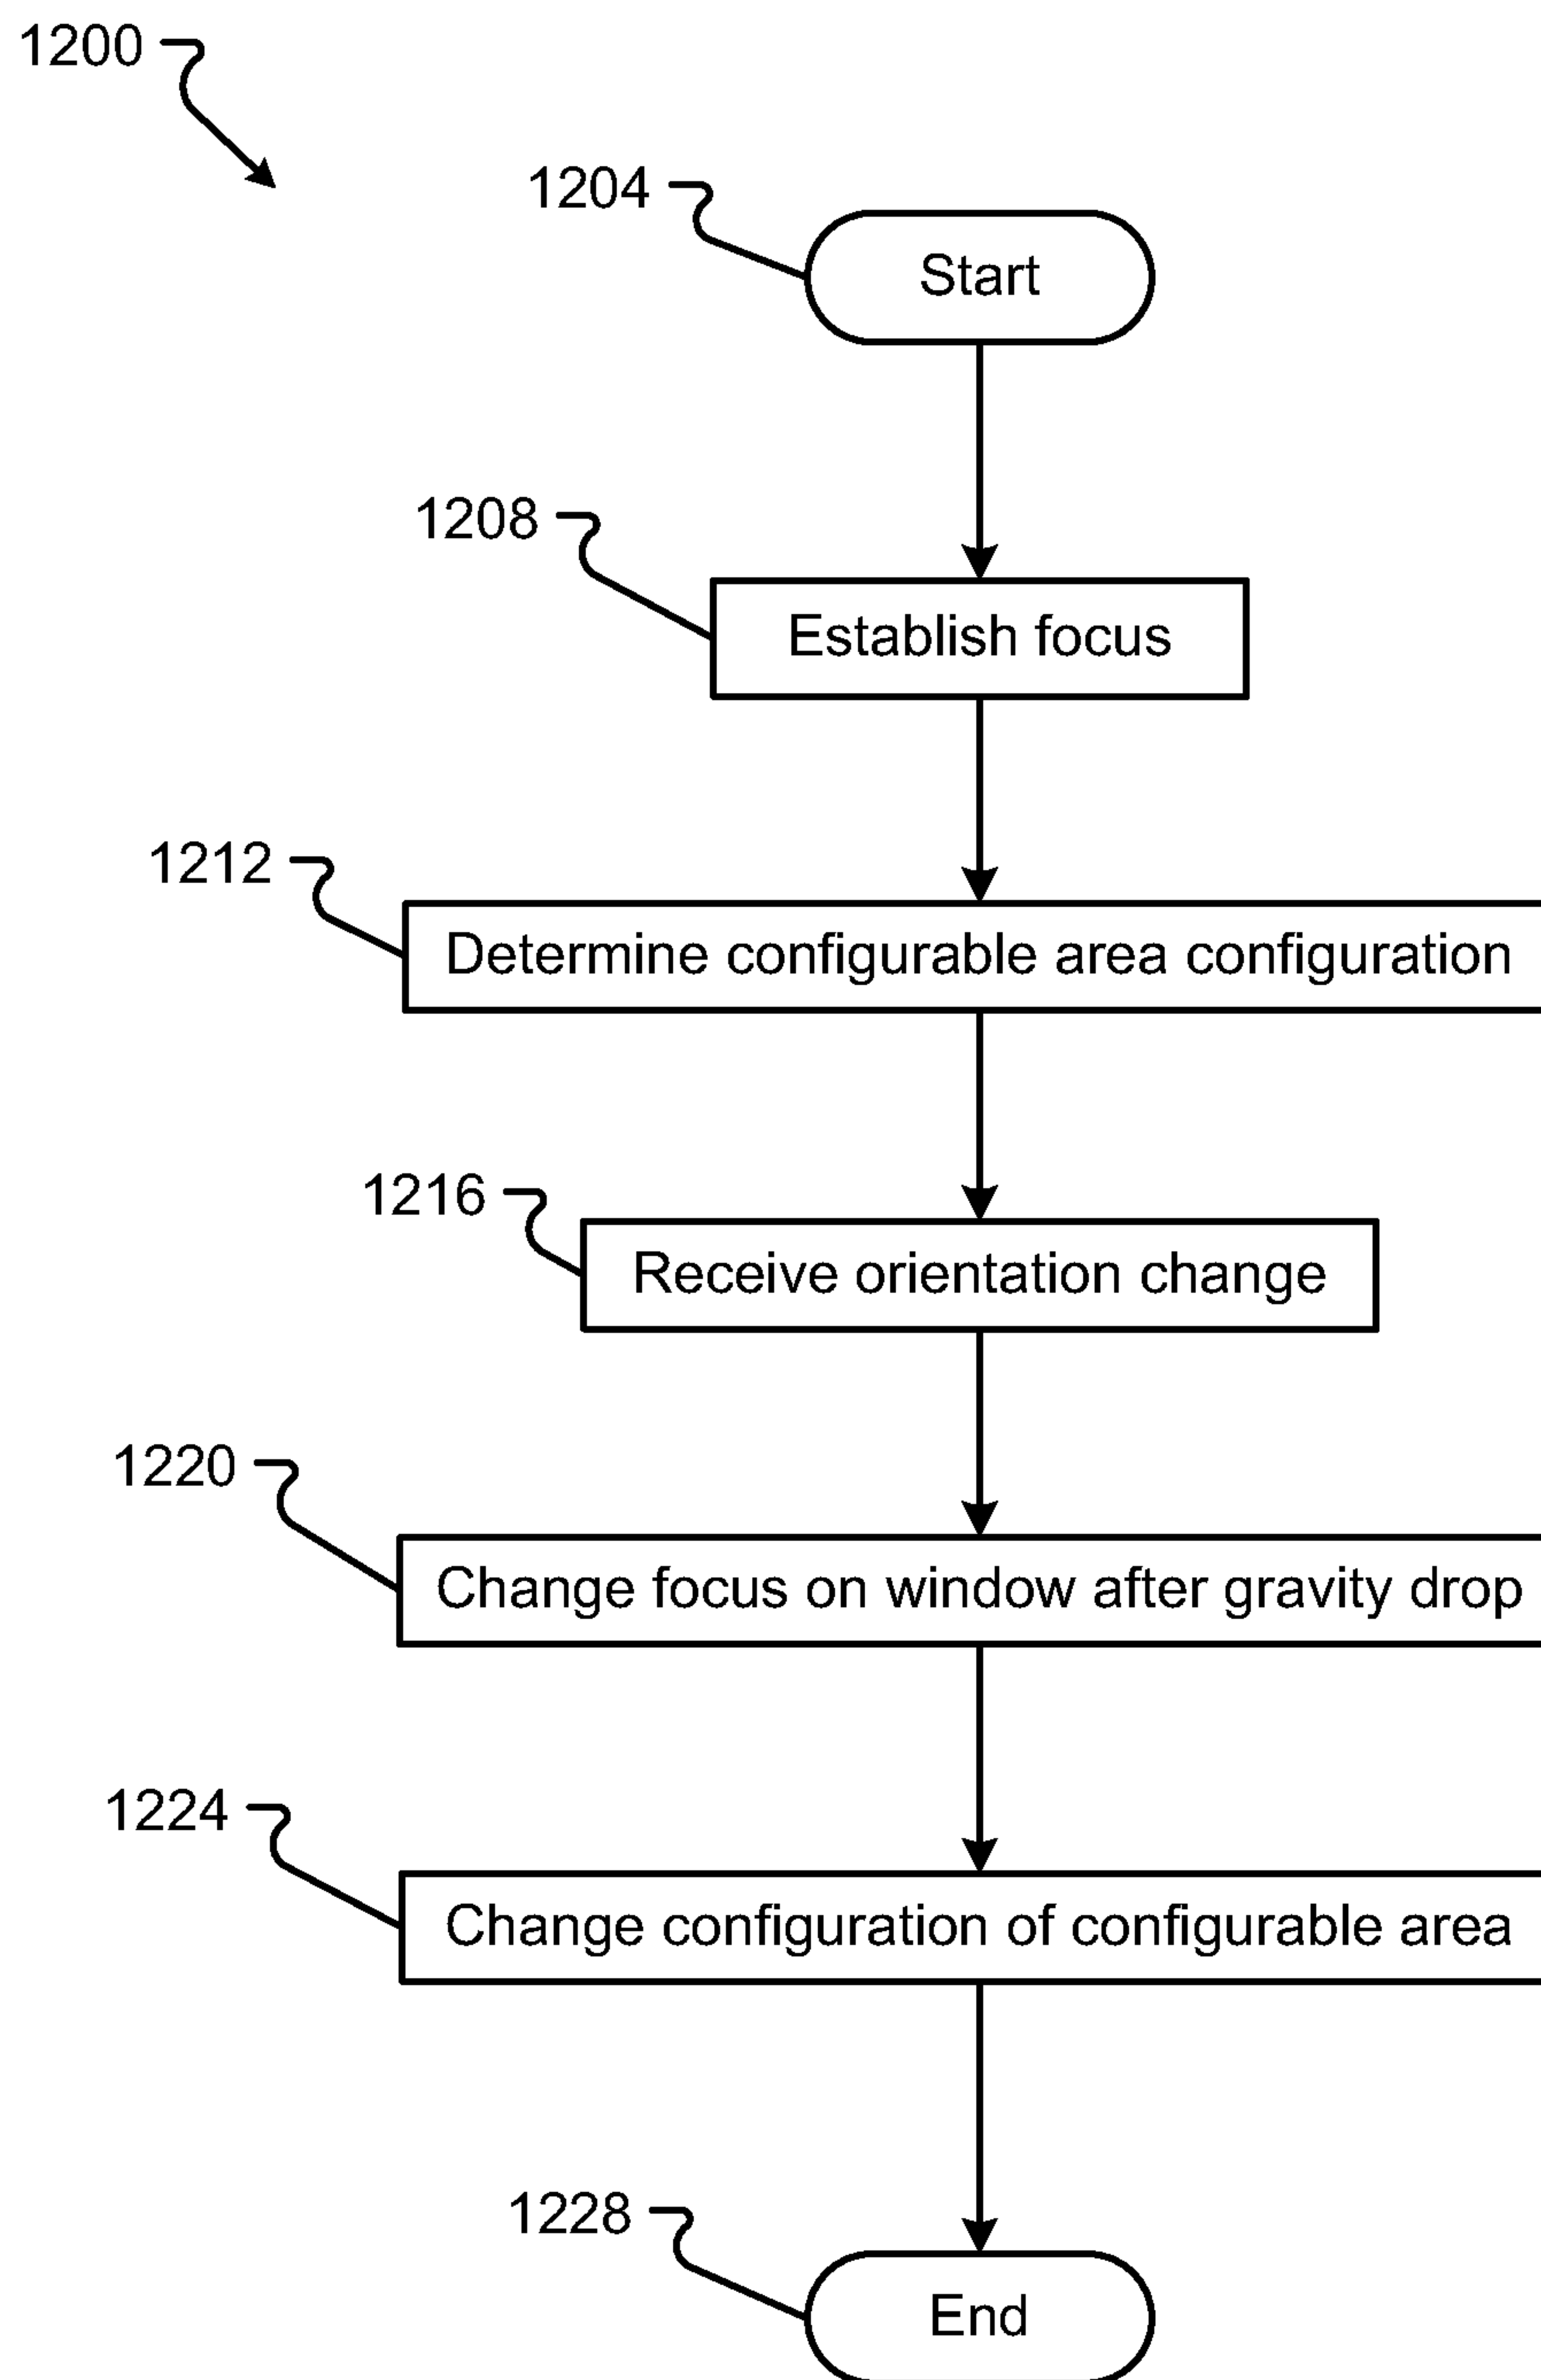 1200
1204
Start
1208
Establish focus
1212
Determine configurable area configuration
1216
Receive orientation change
1220
Change focus on window after gravity drop
1224
Change configuration of configurable area
1228
End